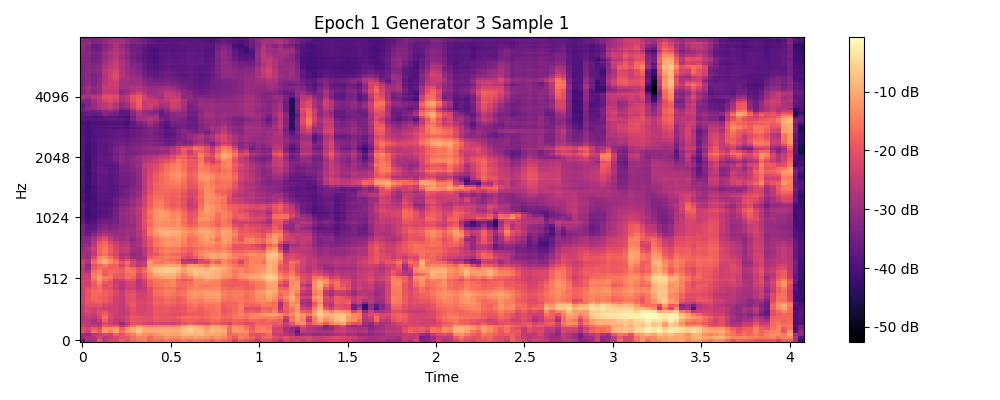 Epoch 1 Generator 3 Sample 1
Hz
4096
2048
1024
512
0
0 0.5 1 1.5 2 2.5 3 3.5 4
Time
-10 dB
-20 dB
-30 dB
-40 dB
-50 dB